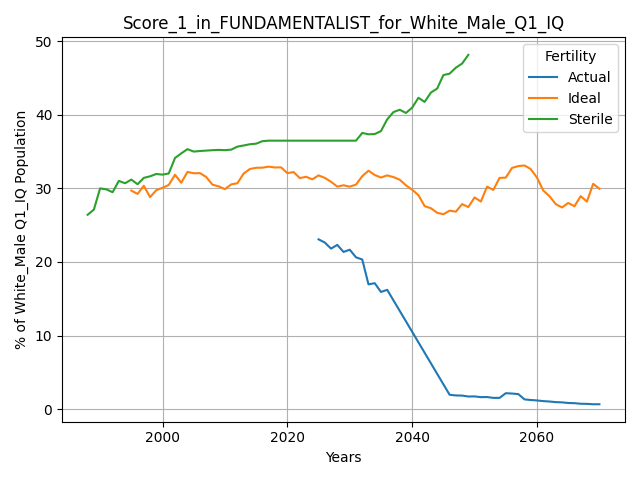 Score_1_in_FUNDAMENTALIST_for_White_Male_Q1_IQ
% of White_Male Q1_IQ Population
50
40
30
20
10
0
Fertility
Actual
Ideal
Sterile
2000
2020
2040
2060
Years